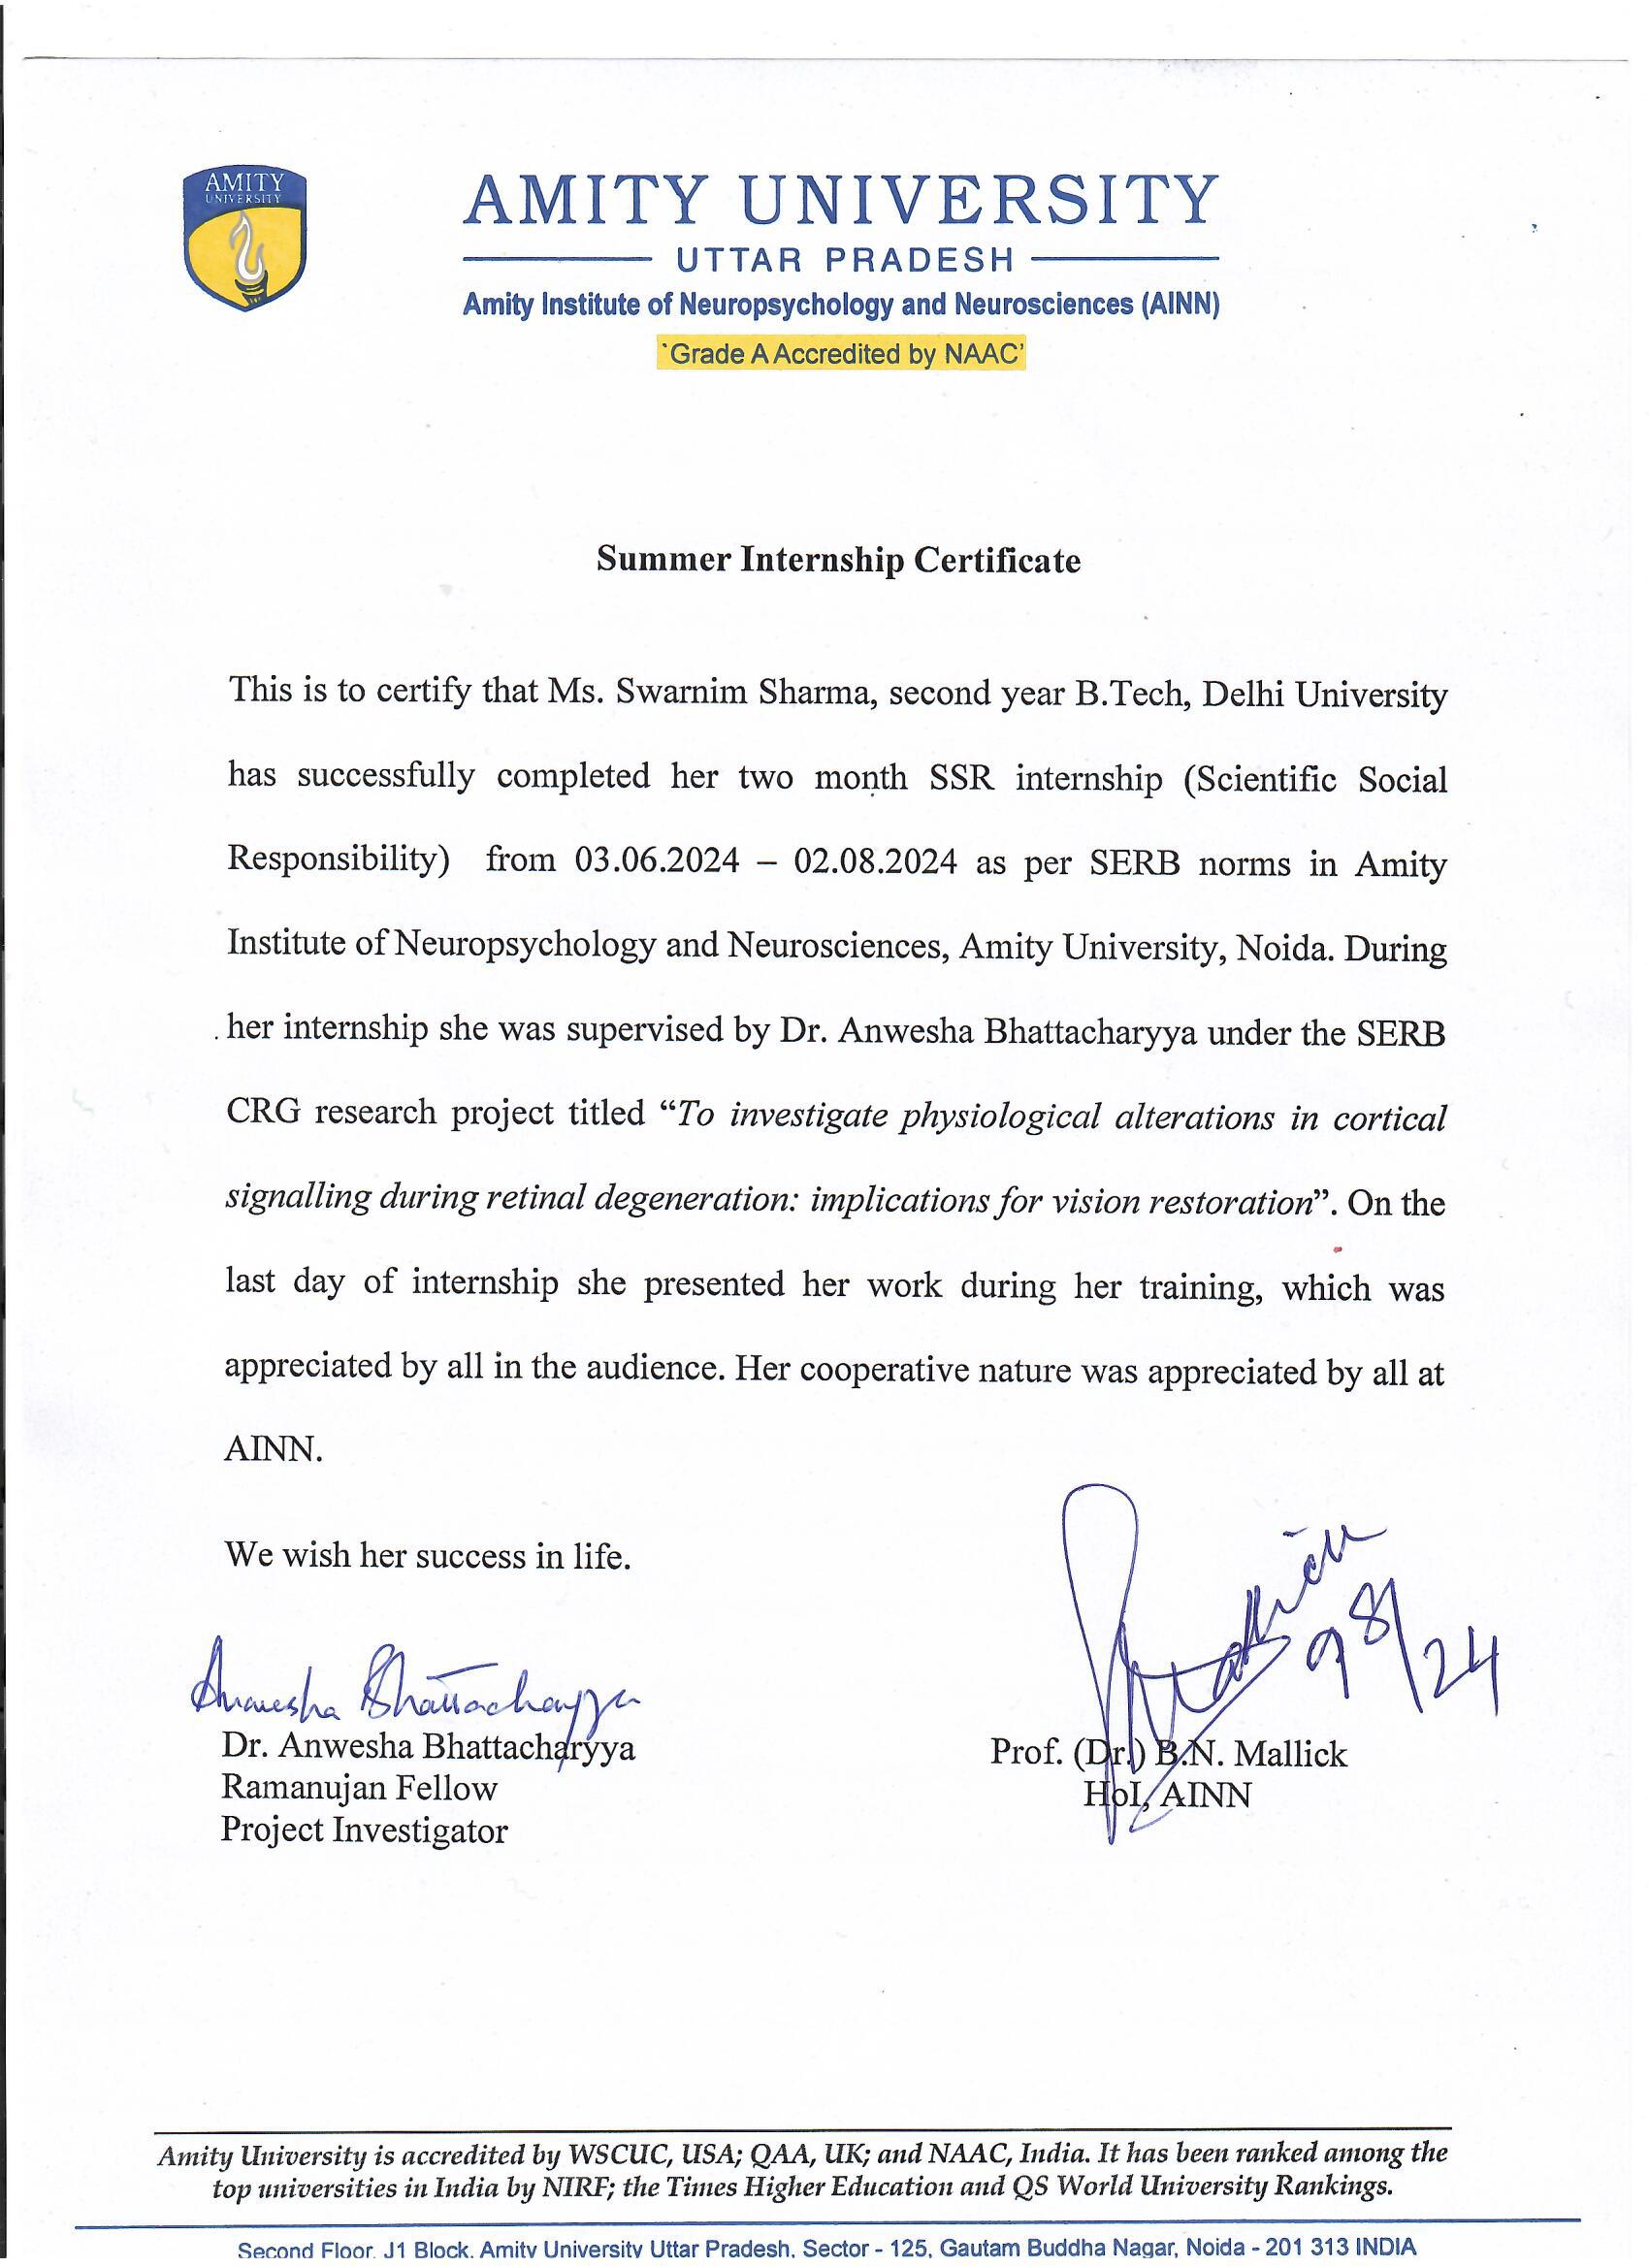 AMITY
UNIVERSITY
AMITY UNIVERSITY
UTTAR PRADESH
Amity Institute of Neuropsychology and Neurosciences (AINN)
`Grade A Accredited by NAAC'
Summer Internship Certificate
This is to certify that Ms. Swarnim Sharma, second year B.Tech, Delhi University
has successfully completed her two month SSR internship (Scientific Social
Responsibility) from 03.06.2024 – 02.08.2024 as per SERB norms in Amity
Institute of Neuropsychology and Neurosciences, Amity University, Noida. During
her internship she was supervised by Dr. Anwesha Bhattacharyya under the SERB
CRG research project titled “To investigate physiological alterations in cortical
signalling during retinal degeneration: implications for vision restoration”. On the
last day of internship she presented her work during her training, which was
appreciated by all in the audience. Her cooperative nature was appreciated by all at
AINN.
We wish her success in life.
Anwesha Bhattacharyya
Dr. Anwesha Bhattacharyya
Ramanujan Fellow
Project Investigator
9/8/24
Prof. (Dr.) B.N. Mallick
HoI, AINN
Amity University is accredited by WSCUC, USA; QAA, UK; and NAAC, India. It has been ranked among the
top universities in India by NIRF; the Times Higher Education and QS World University Rankings.
Second Floor, J1 Block, Amity University Uttar Pradesh, Sector - 125, Gautam Buddha Nagar, Noida - 201 313 INDIA